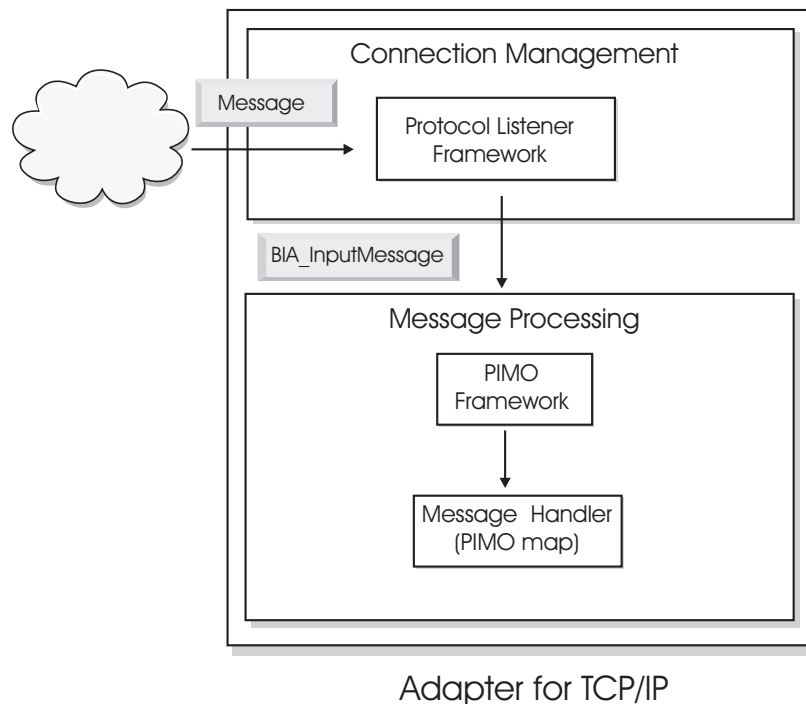 Connection Management
Message
Protocol Listener
Framework
BIA_InputMessage
Message Processing
PIMO
Framework
Message Handler
(PIMO map)
Adapter for TCP/IP